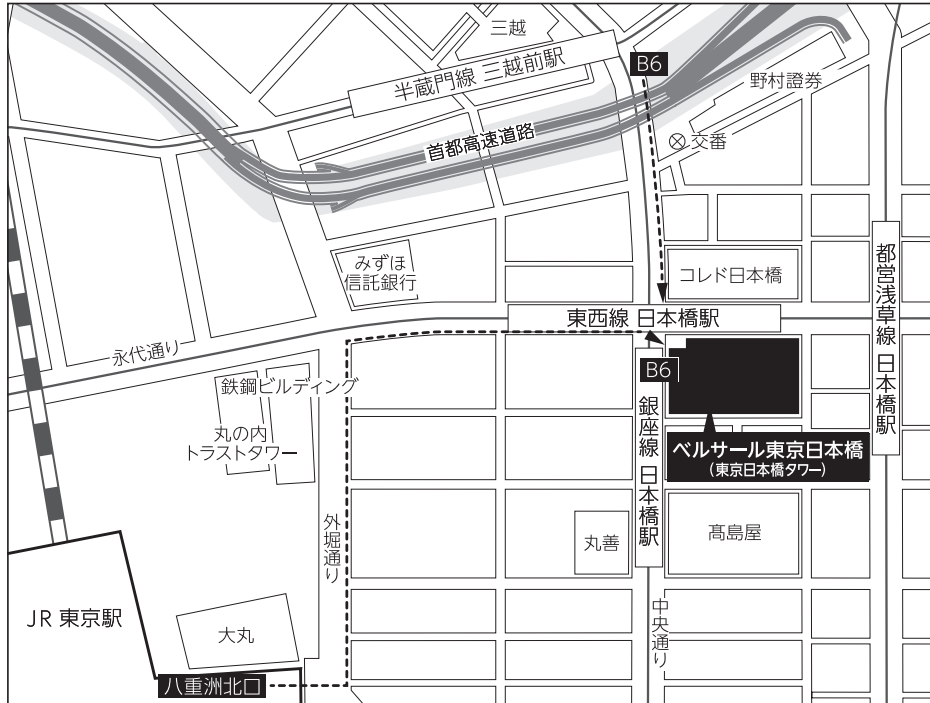 三越
半蔵門線 三越前駅
B6
野村證券
首都高速道路
交番
みずほ
信託銀行
コレド日本橋
都営浅草線 日本橋駅
東西線 日本橋駅
永代通り
B6
鉄鋼ビルディング
銀座線 日本橋駅
丸の内
トラストタワー
ベルサール東京日本橋
(東京日本橋タワー)
外堀通り
丸善
髙島屋
JR 東京駅
大丸
中央通り
八重洲北口